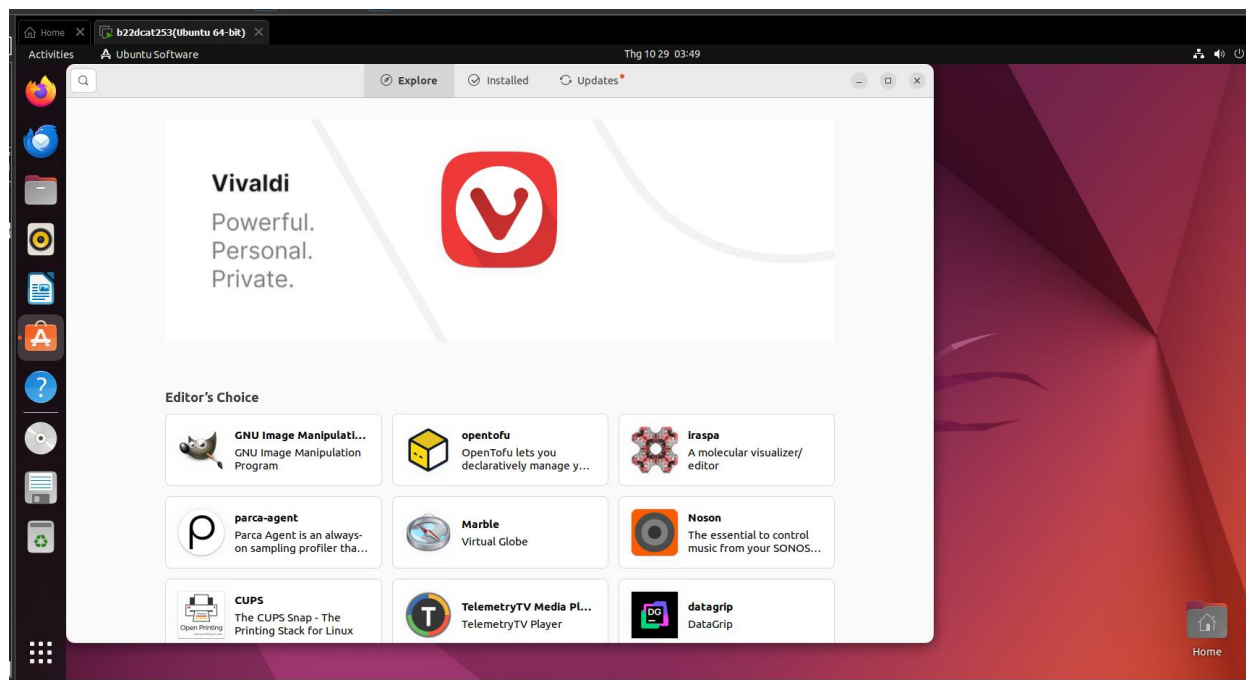 Home
b22dcat253(Ubuntu 64-bit)
Activities
Ubuntu Software
Thg 10 29 03:49
Explore
Installed
Updates
Vivaldi
Powerful.
Personal.
Private.
Editor's Choice
GNU Image Manipulati...
GNU Image Manipulation
Program
opentofu
OpenTofu lets you
declaratively manage y...
iraspa
A molecular visualizer/
editor
parca-agent
Parca Agent is an always-
on sampling profiler tha...
Marble
Virtual Globe
Noson
The essential to control
music from your SONOS...
Open Printing
CUPS
The CUPS Snap - The
Printing Stack for Linux
T
TelemetryTV Media Pl...
TelemetryTV Player
DG
datagrip
DataGrip
Home